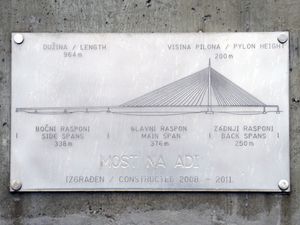 DUŽINA / LENGTH
964m
VISINA PILONA / PYLON HEIGHT
200m
BOČNI RASPONI
SIDE SPANS
338m
GLAVNI RASPON
MAIN SPAN
376m
ZADNJI RASPONI
BACK SPANS
250m
MOST NA ADI
IZGRAĐEN / CONSTRUCTED 2008 - 2011.